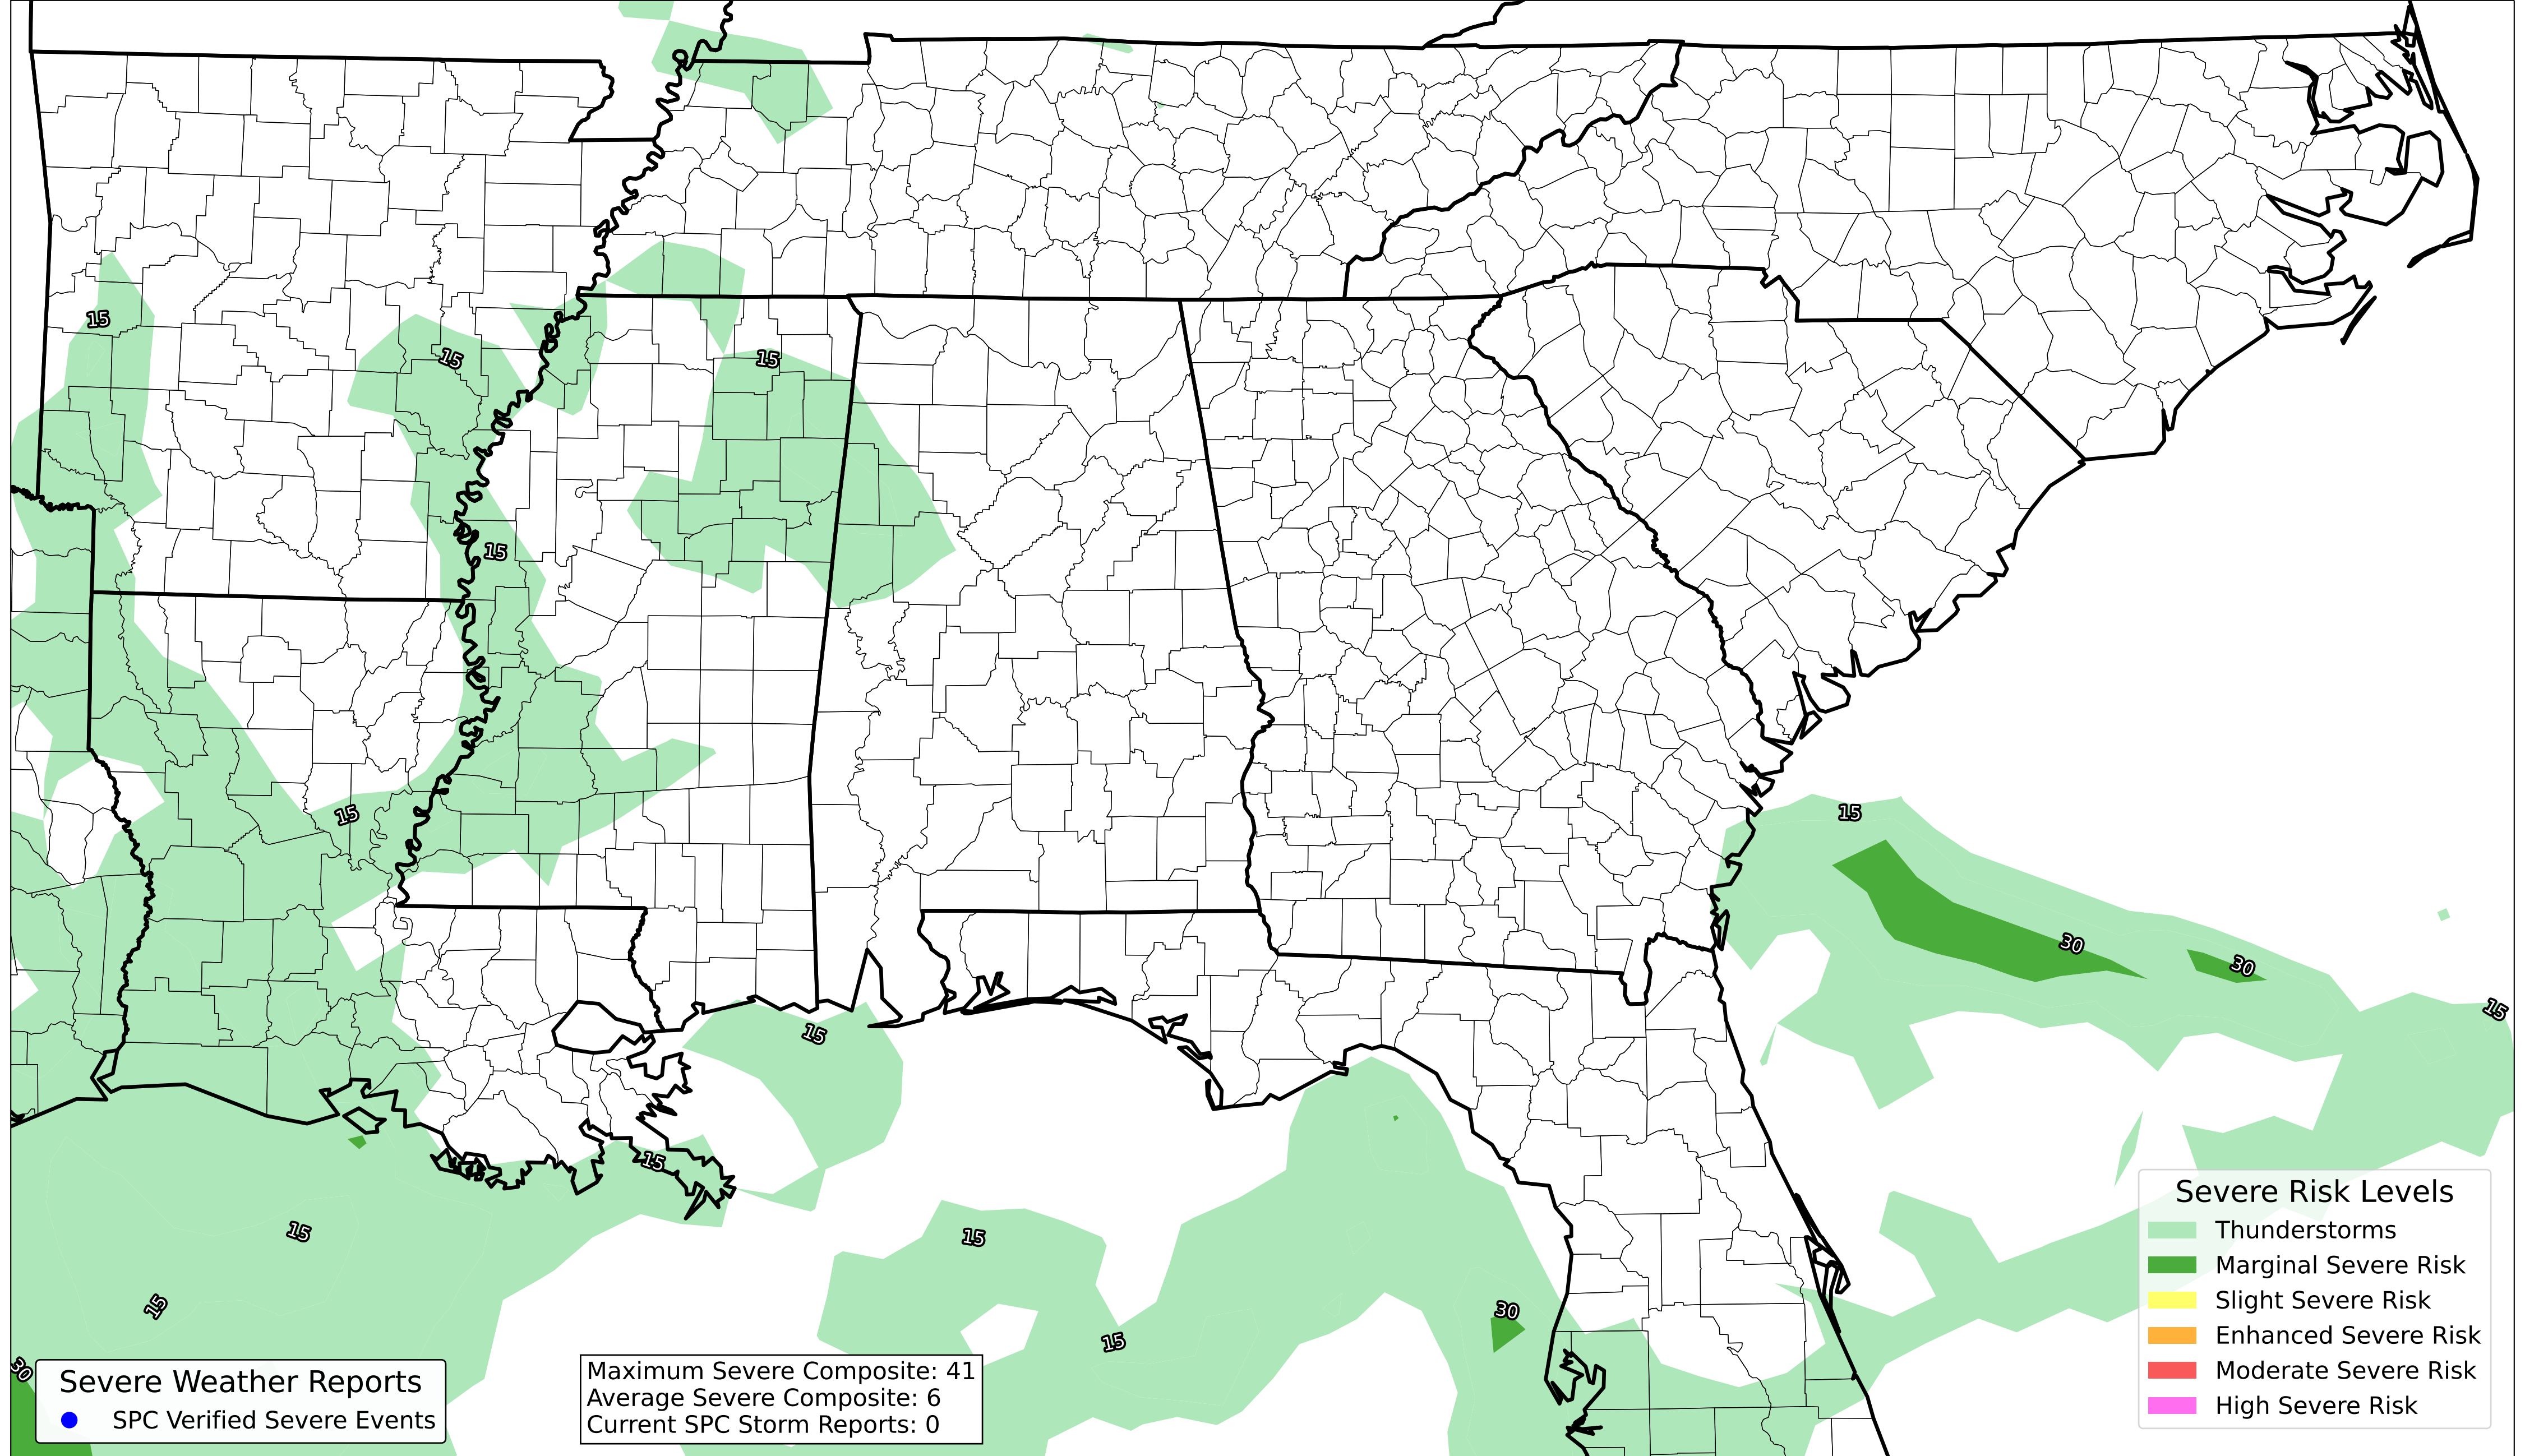 15
15
15
15
15
15
30
30
15
15
15
15
15
15
30
15
30
Severe Risk Levels
Thunderstorms
Marginal Severe Risk
Slight Severe Risk
Enhanced Severe Risk
Moderate Severe Risk
High Severe Risk
Severe Weather Reports
SPC Verified Severe Events
Maximum Severe Composite: 41
Average Severe Composite: 6
Current SPC Storm Reports: 0